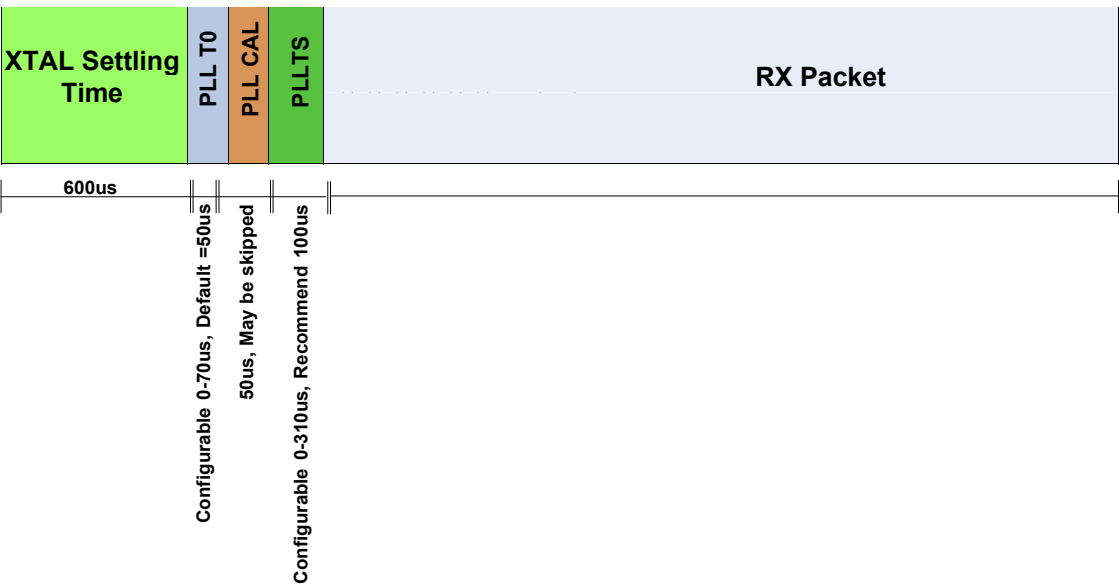 XTAL Settling
Time
PLL T0
PLL CAL
PLLTS
RX Packet
600us
Configurable 0-70us, Default =50us
50us, May be skipped
Configurable 0-310us, Recommend 100us